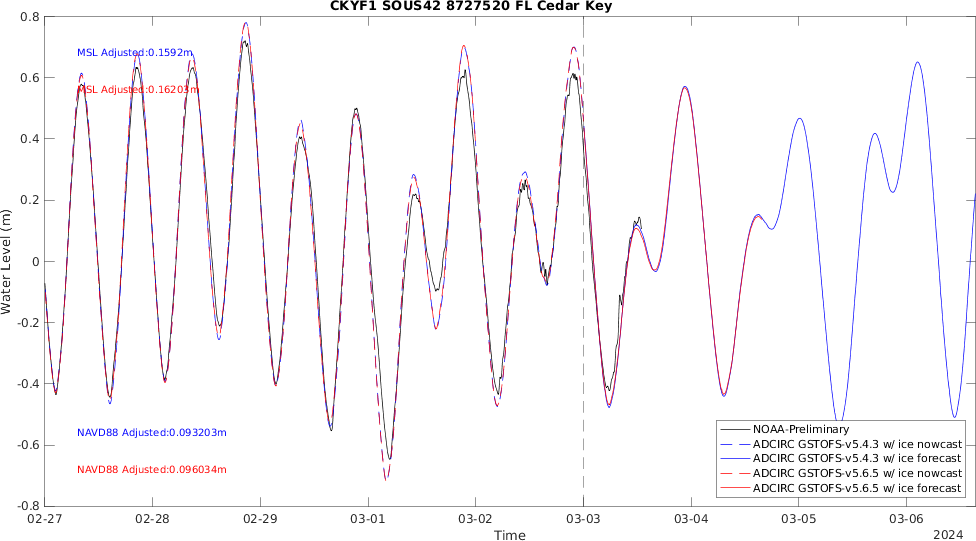 CKYF1 SOUS42 8727520 FL Cedar Key
0.8
0.6
0.4
0.2
0
-0.2
-0.4
-0.6
-0.8
Water Level (m)
MSL Adjusted:0.1592m
MSL Adjusted:0.16203m
NAVD88 Adjusted:0.093203m
NAVD88 Adjusted:0.096034m
NOAA-Preliminary
ADCIRC GSTOFS-v5.4.3 w/ ice nowcast
ADCIRC GSTOFS-v5.4.3 w/ ice forecast
ADCIRC GSTOFS-v5.6.5 w/ ice nowcast
ADCIRC GSTOFS-v5.6.5 w/ ice forecast
02-27 02-28 02-29 03-01 03-02 03-03 03-04 03-05 03-06
Time
2024